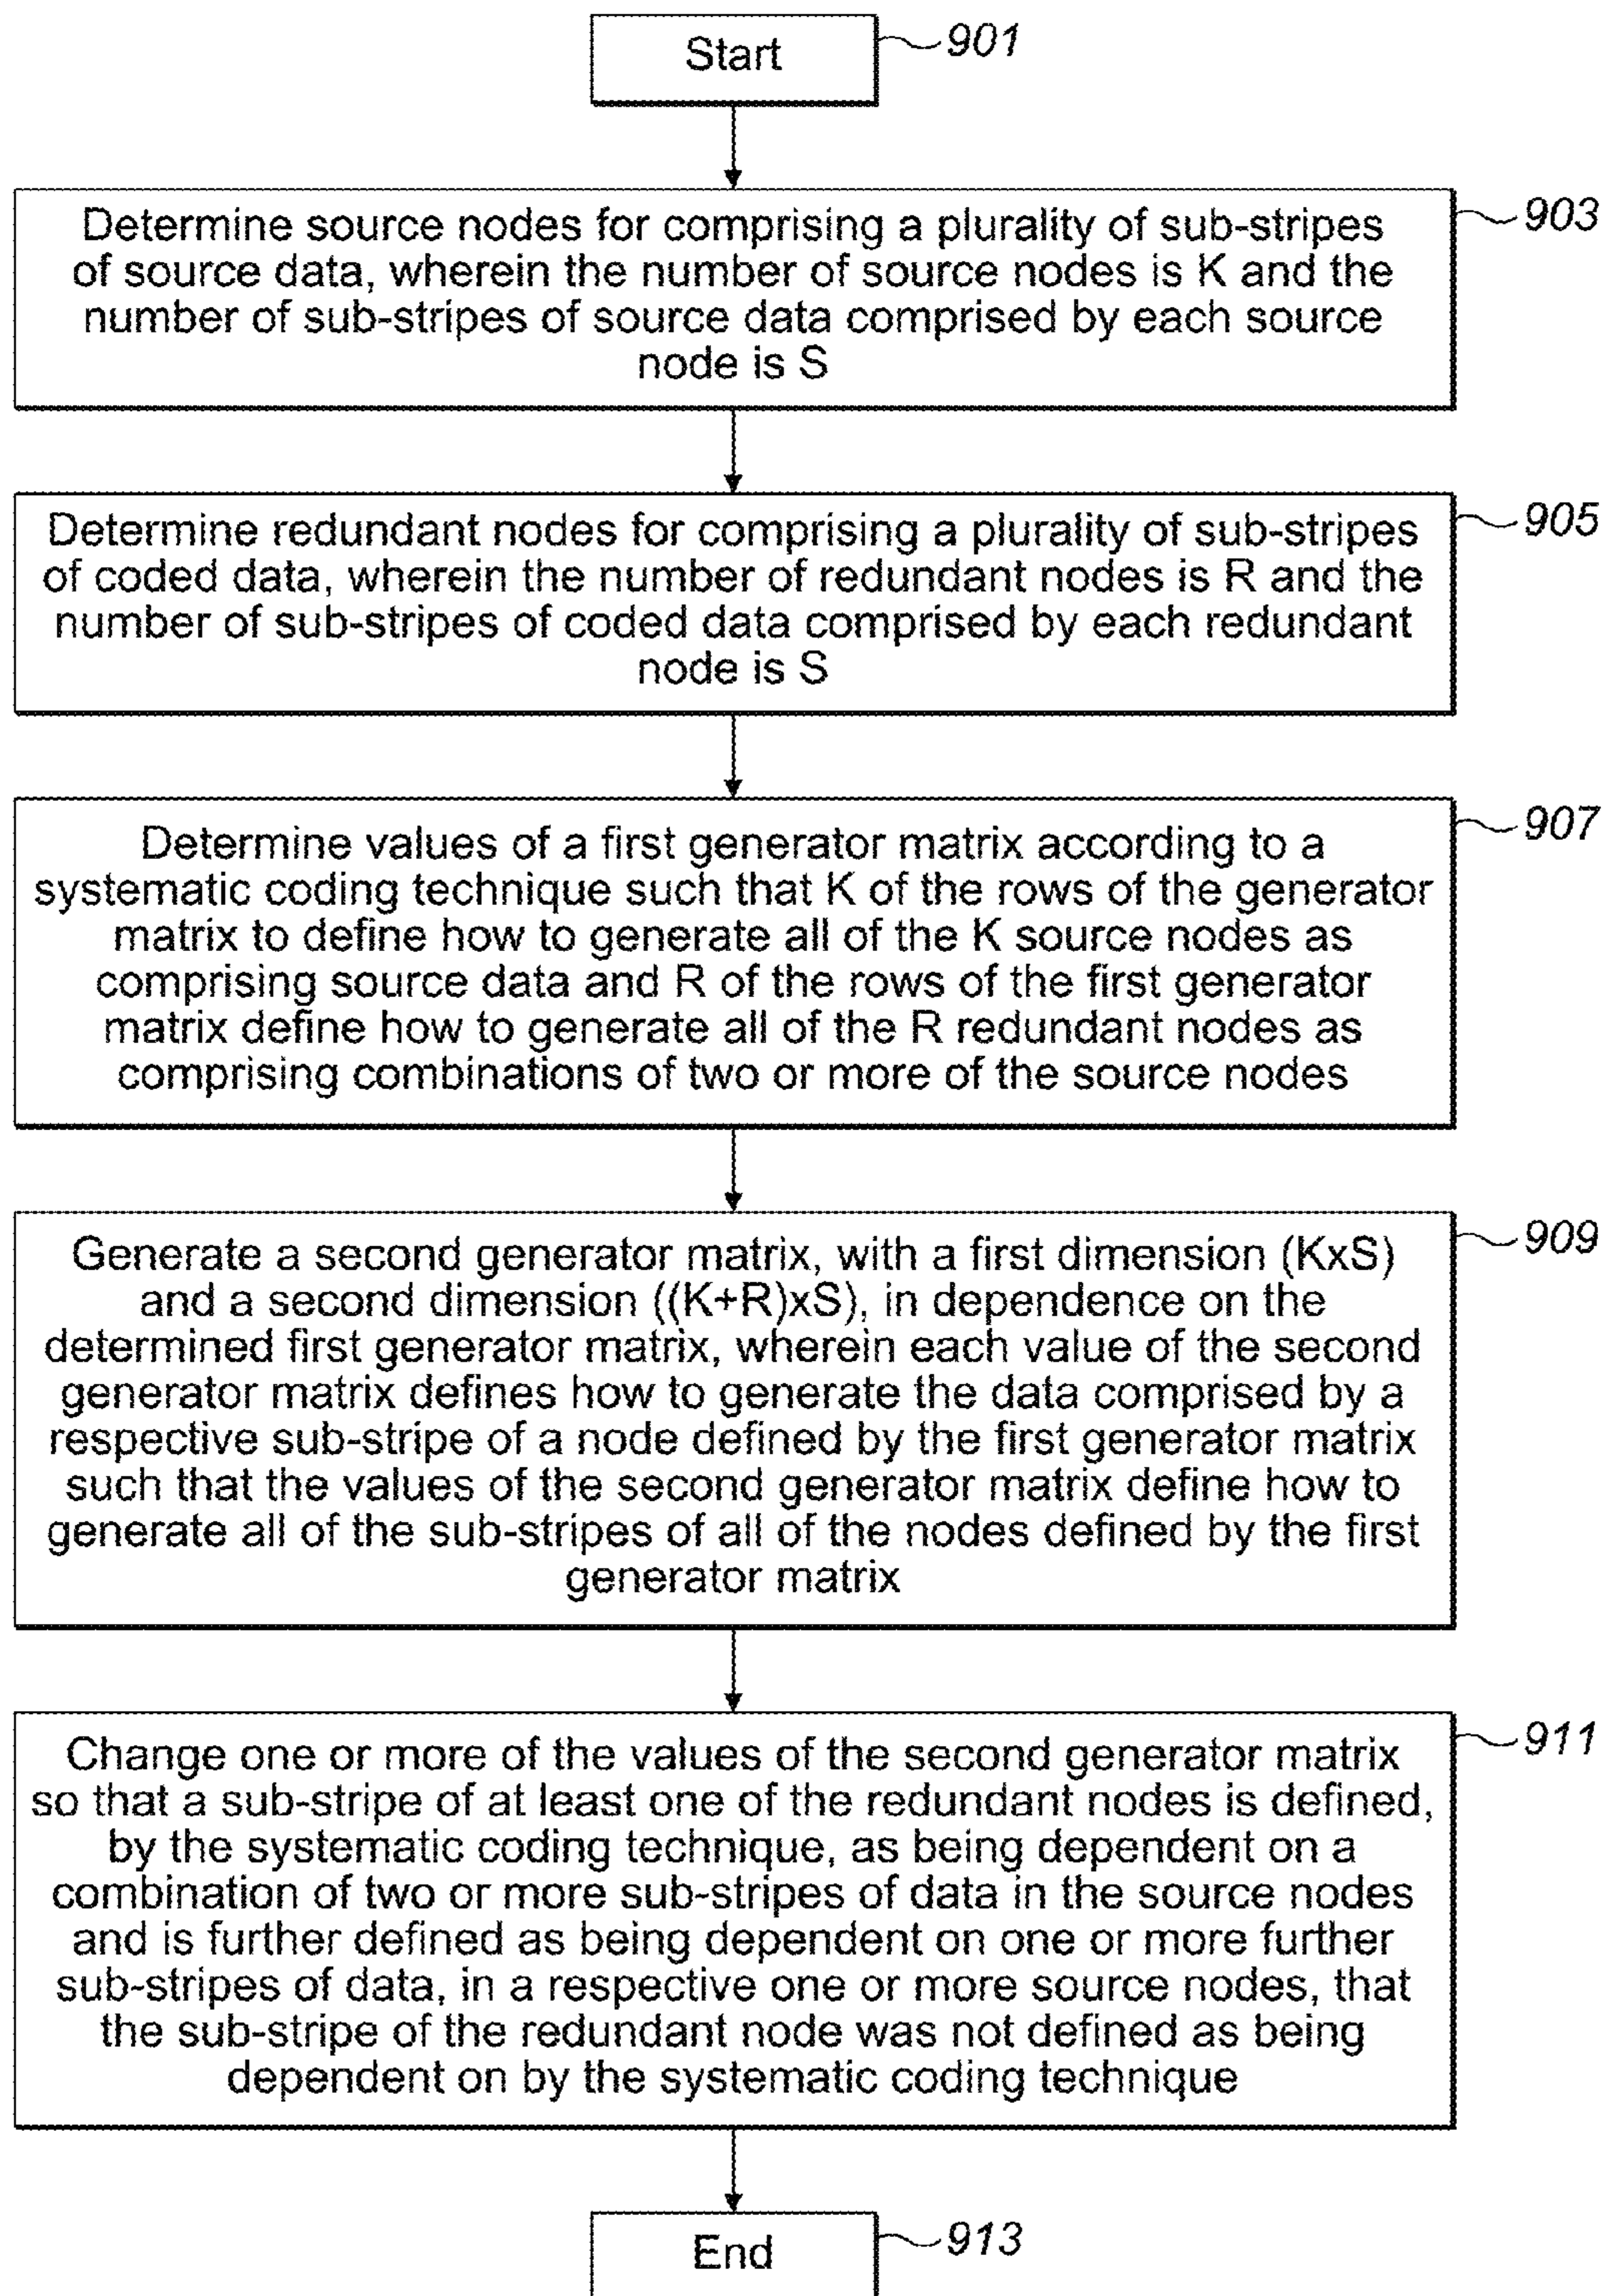 Start
901
Determine source nodes for comprising a plurality of sub-stripes
of source data, wherein the number of source nodes is K and the
number of sub-stripes of source data comprised by each source
node is S
903
Determine redundant nodes for comprising a plurality of sub-stripes
of coded data, wherein the number of redundant nodes is R and the
number of sub-stripes of coded data comprised by each redundant
node is S
905
Determine values of a first generator matrix according to a
systematic coding technique such that K of the rows of the generator
matrix to define how to generate all of the K source nodes as
comprising source data and R of the rows of the first generator
matrix define how to generate all of the R redundant nodes as
comprising combinations of two or more of the source nodes
907
Generate a second generator matrix, with a first dimension (KxS)
and a second dimension ((K+R)xS), in dependence on the
determined first generator matrix, wherein each value of the second
generator matrix defines how to generate the data comprised by a
respective sub-stripe of a node defined by the first generator matrix
such that the values of the second generator matrix define how to
generate all of the sub-stripes of all of the nodes defined by the first
generator matrix
909
Change one or more of the values of the second generator matrix
so that a sub-stripe of at least one of the redundant nodes is defined,
by the systematic coding technique, as being dependent on a
combination of two or more sub-stripes of data in the source nodes
and is further defined as being dependent on one or more further
sub-stripes of data, in a respective one or more source nodes, that
the sub-stripe of the redundant node was not defined as being
dependent on by the systematic coding technique
911
End
913